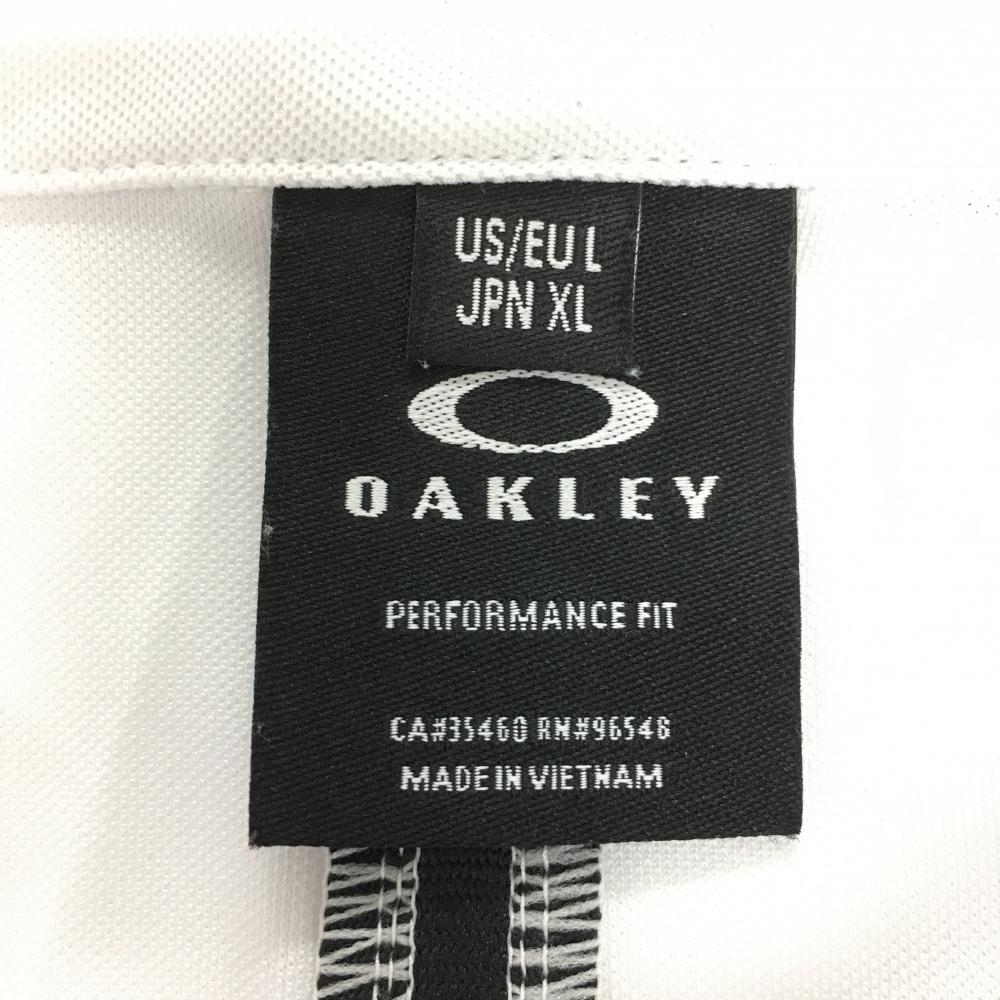 US/EU L
JPN XL
OAKLEY
PERFORMANCE FIT
CA#35460 RN#96548
MADE IN VIETNAM